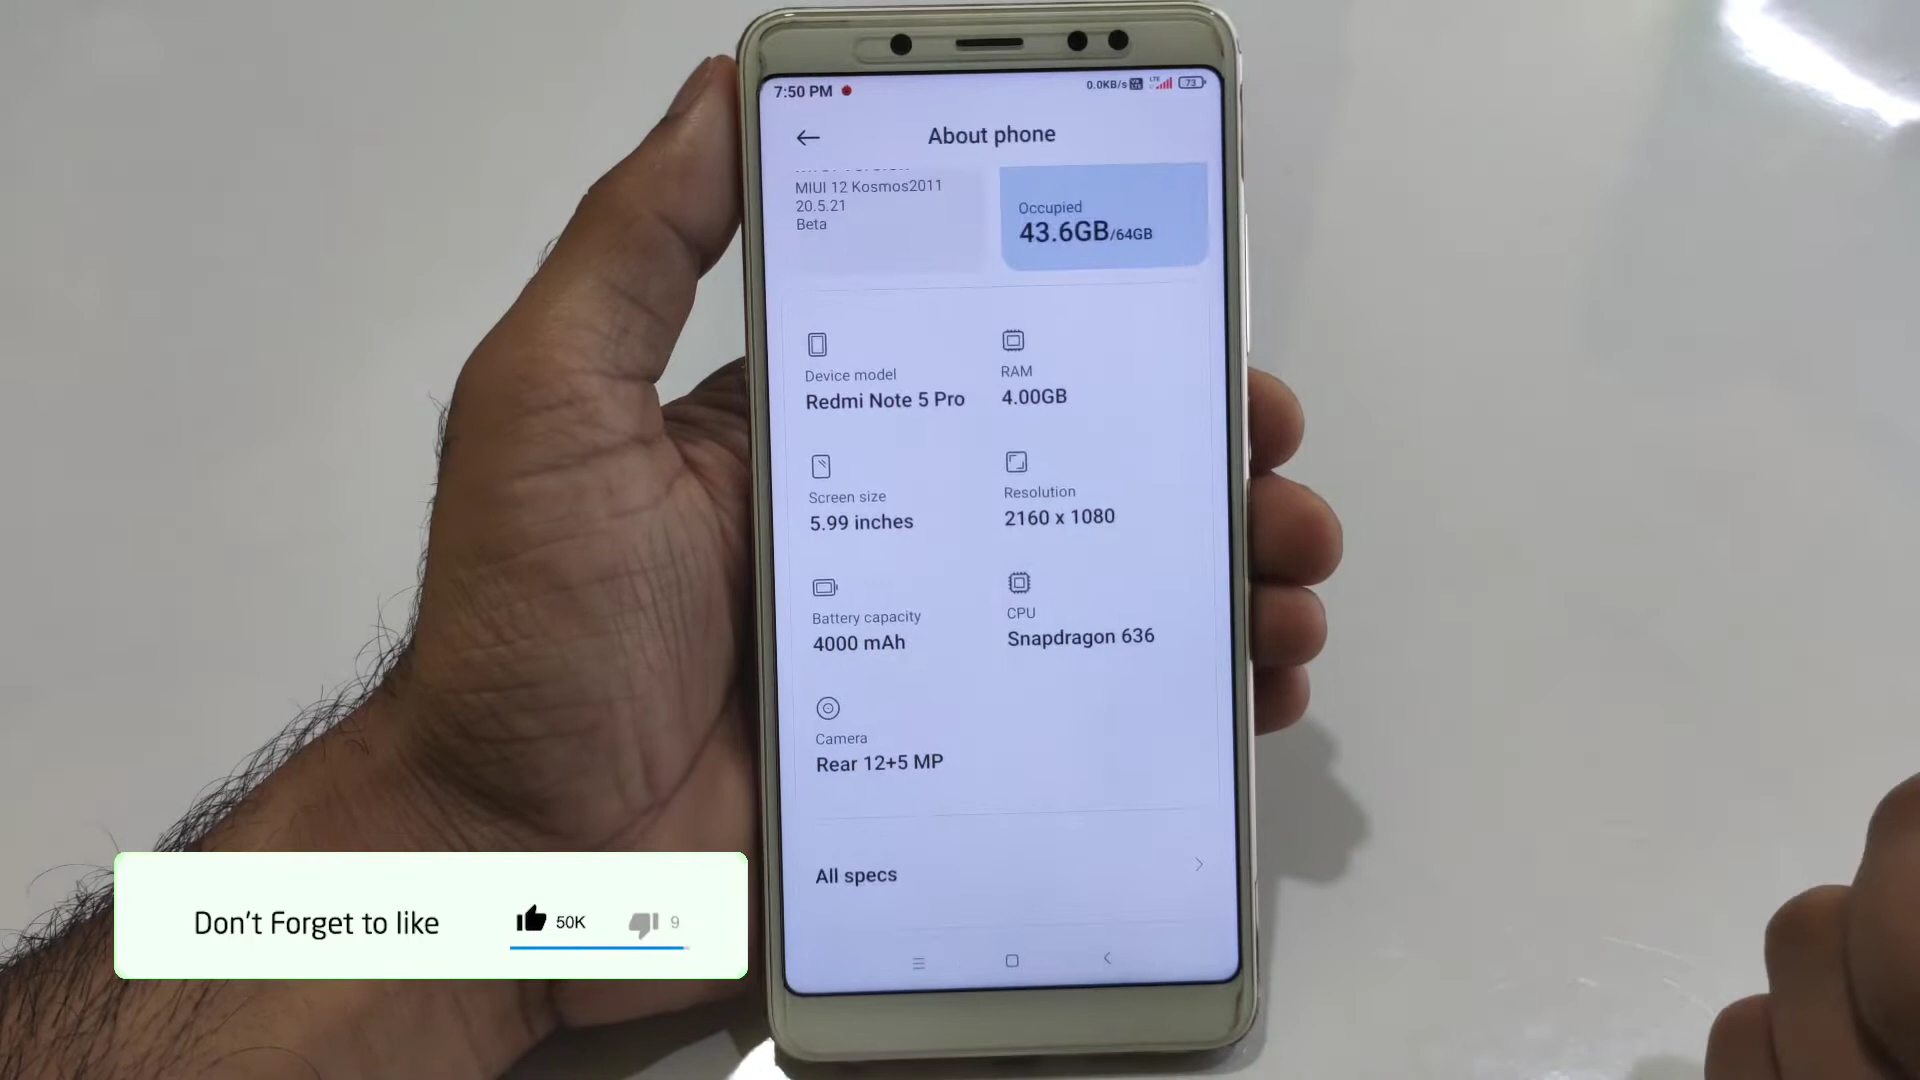 7:50 PM
0.0KB/s
LTE
73
About phone
MIUI 12 Kosmos2011
20.5.21
Beta
Occupied
43.6GB/64GB
Device model
Redmi Note 5 Pro
RAM
4.00GB
Screen size
5.99 inches
Resolution
2160 x 1080
Battery capacity
4000 mAh
CPU
Snapdragon 636
Camera
Rear 12+5 MP
All specs
Don't Forget to like
50K
9